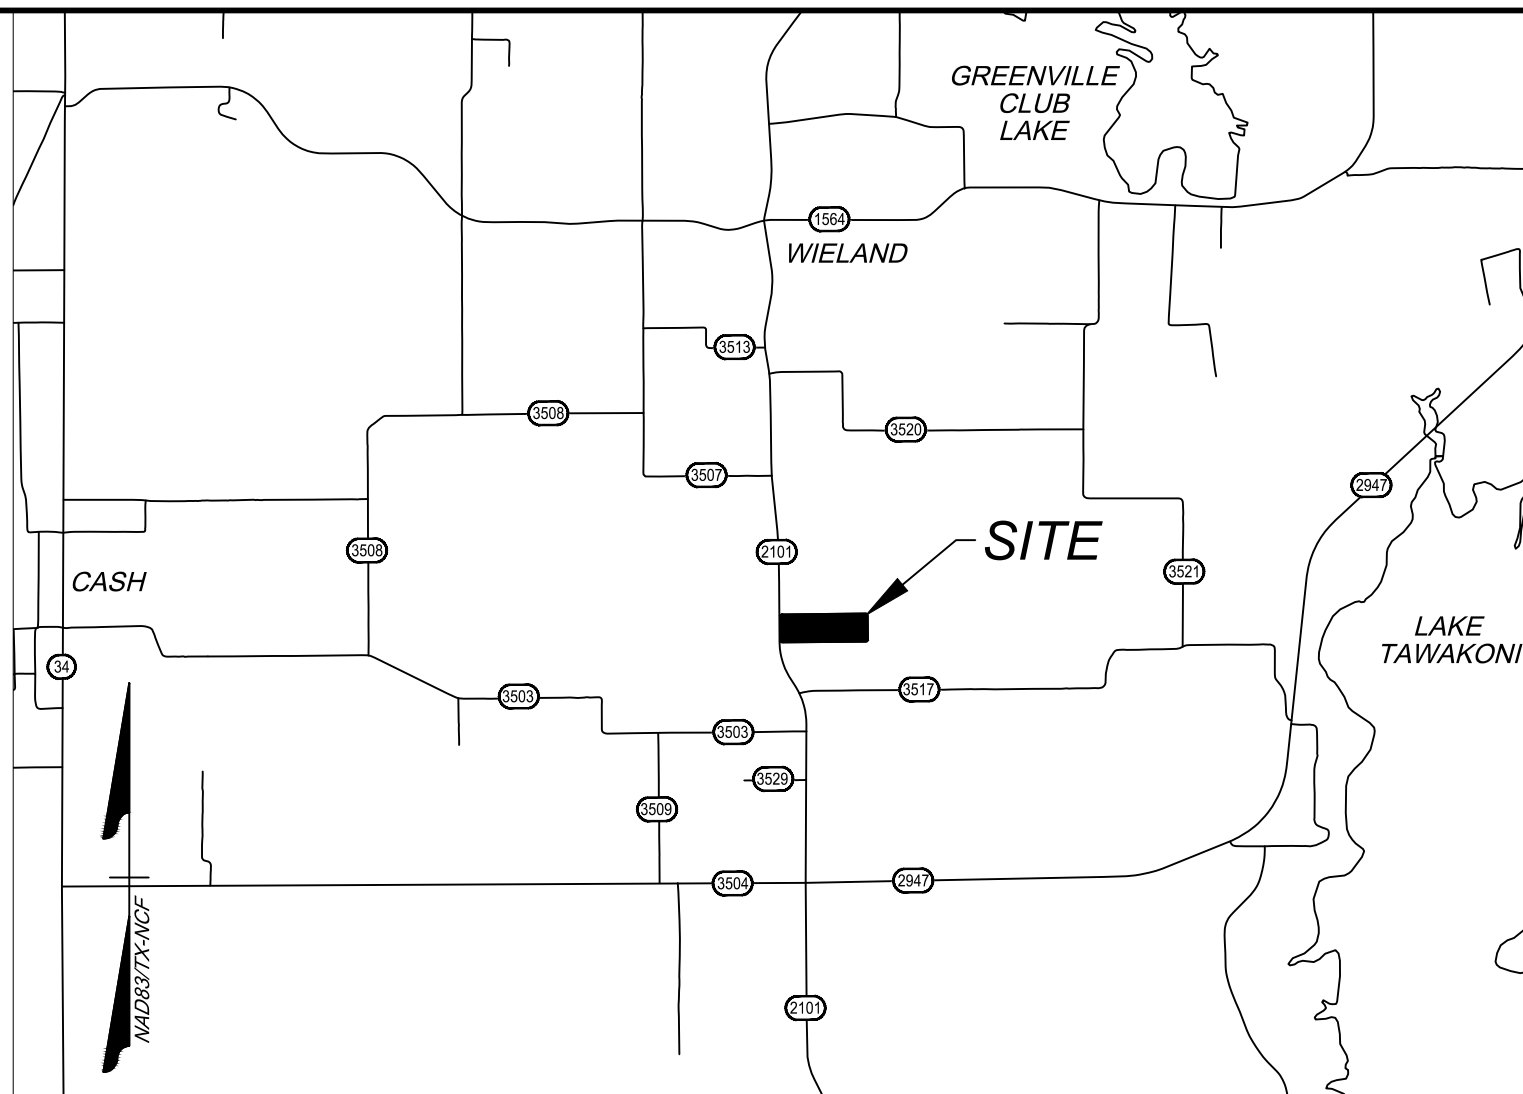 GREENVILLE
CLUB
LAKE
1564
WIELAND
3513
3508
3520
3507
2947
SITE
3508
2101
3521
CASH
LAKE
TAWAKONI
34
3503
3517
3503
3529
3509
3504
2947
NAD83/TX-NCF
2101